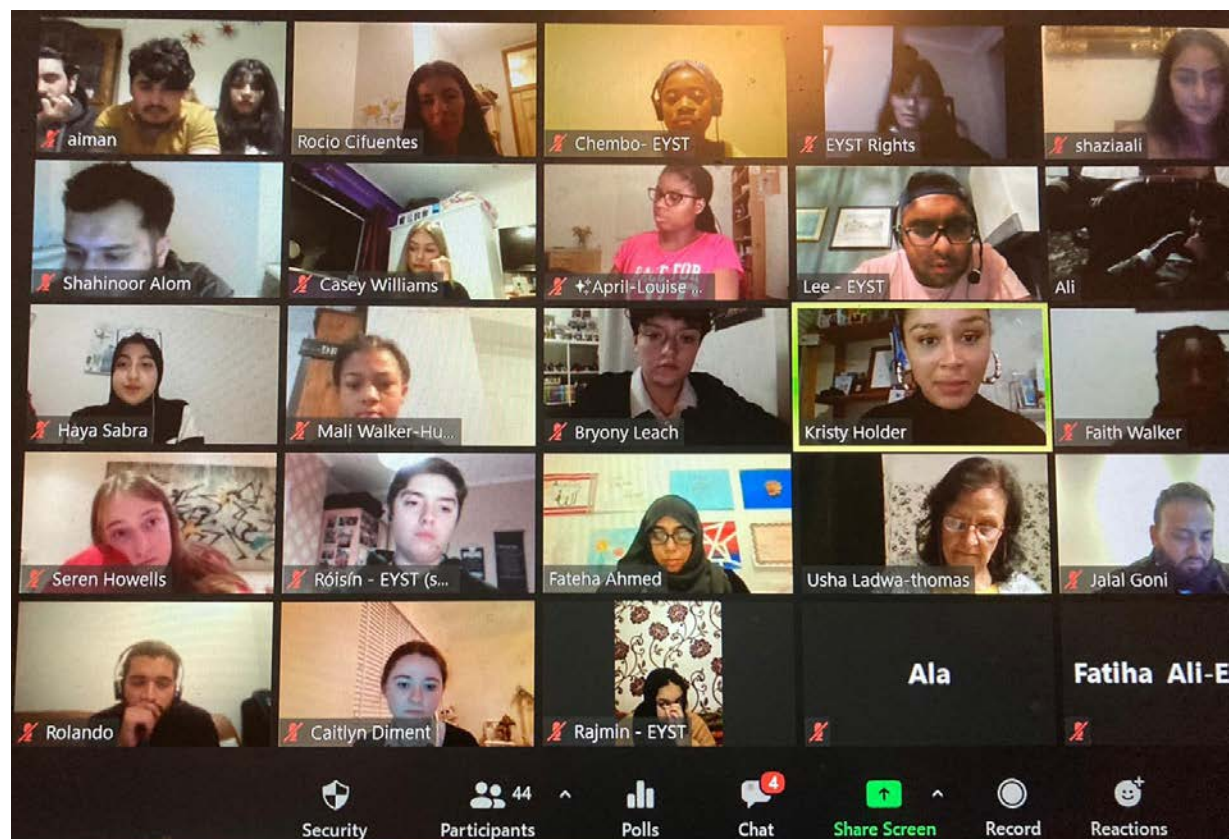 aiman
Rocio Cifuentes
Chembo- EYST
EYST Rights
shaziaali
Shahinoor Alom
Casey Williams
April-Louise ...
Lee - EYST
Ali
Haya Sabra
Mali Walker-Hu...
Bryony Leach
Kristy Holder
Faith Walker
Seren Howells
Róisín - EYST (s...
Fateha Ahmed
Usha Ladwa-thomas
Jalal Goni
Rolando
Caitlyn Diment
Rajmin - EYST
Ala
Fatiha Ali-E
44
4
Security
Participants
Polls
Chat
Share Screen
Record
Reactions